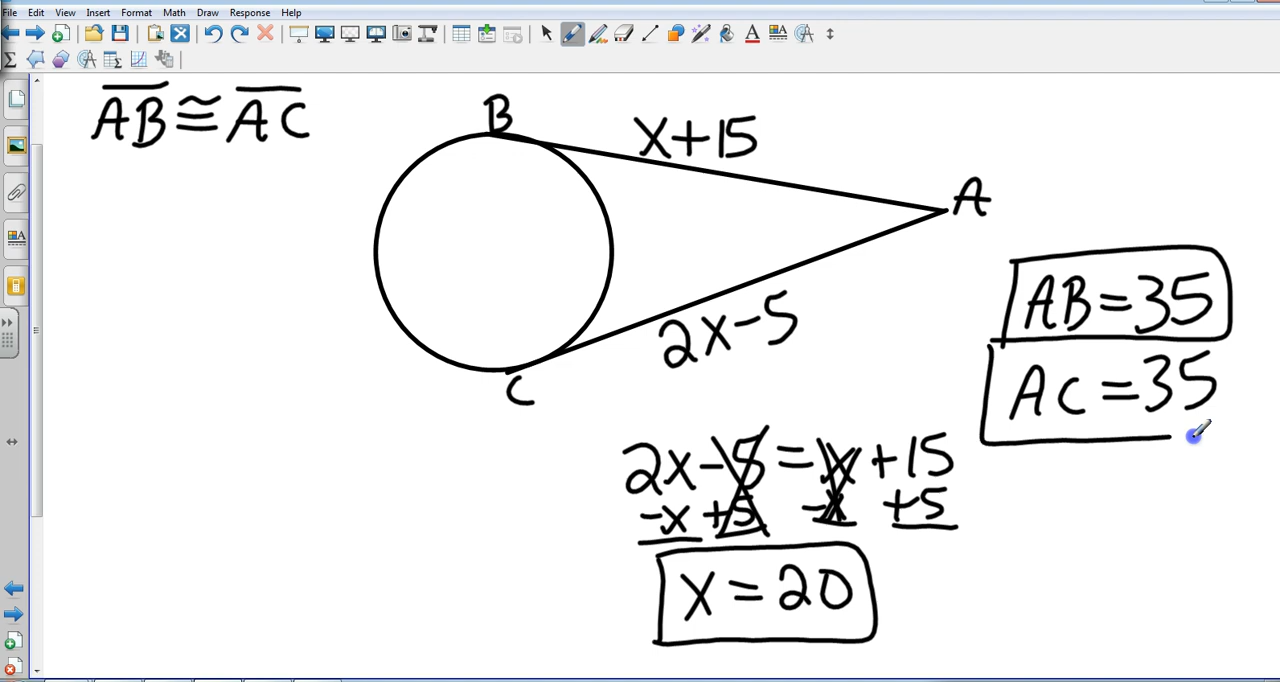 File Edit View Insert Format Math Draw Response Help
AB ≅ AC
B
x+15
A
2x-5
C
AB=35
AC=35
2x-5=x+15
-x +5 -x +5
x=20